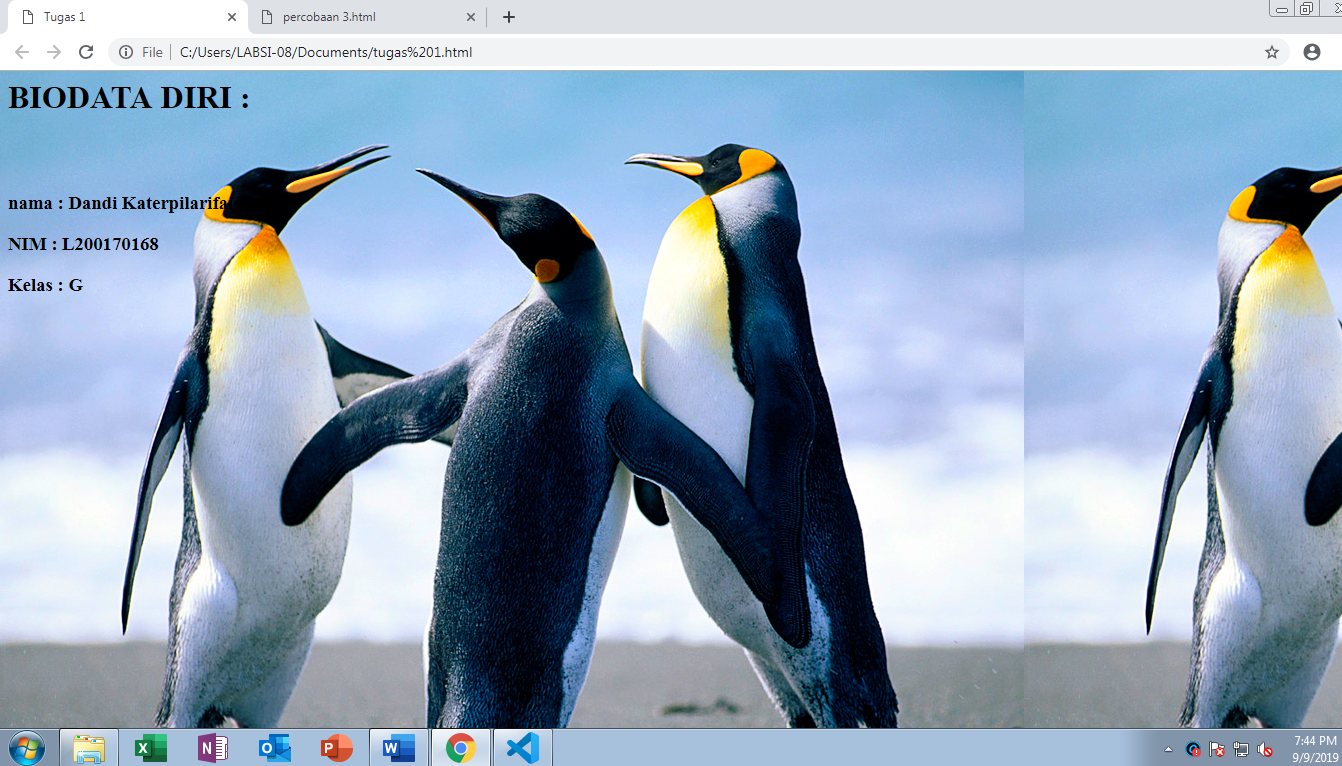 Tugas 1
percobaan 3.html
File
C:/Users/LABSI-08/Documents/tugas%201.html
BIODATA DIRI :
nama : Dandi
NIM : L200170168
Kelas : G
7:44 PM
9/9/2019